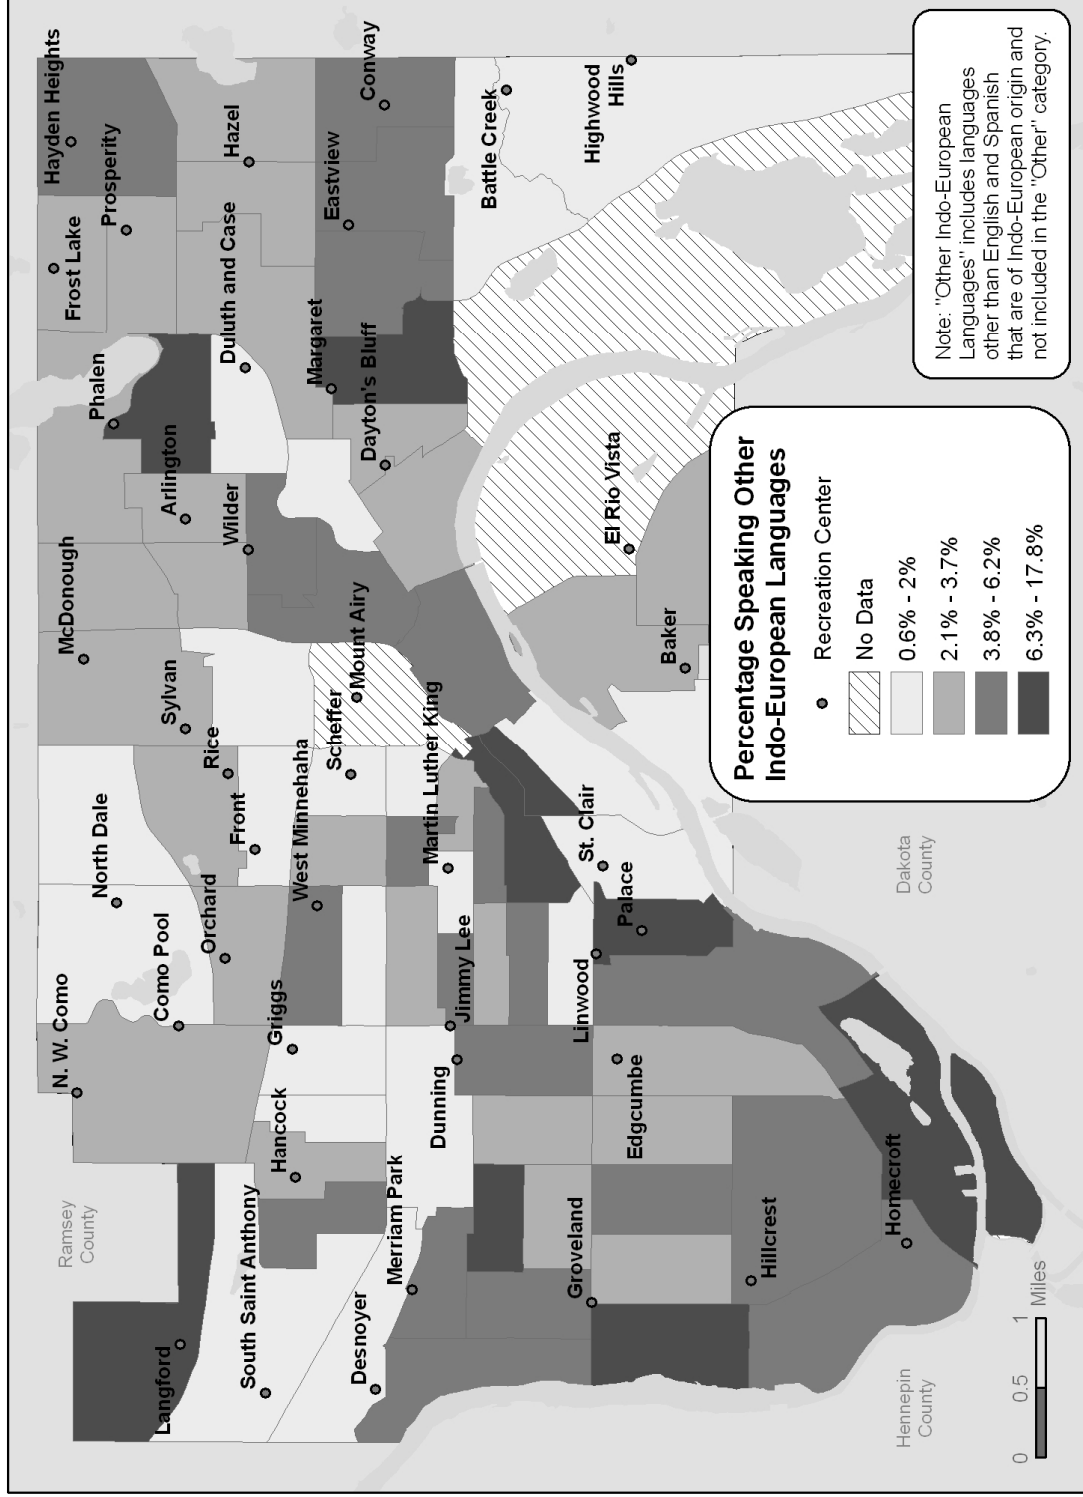 Hayden Heights
Frost Lake
Prosperity
Phalen
Hazel
Conway
Duluth and Case
Eastview
Battle Creek
Highwood
Hills
McDonough
Arlington
Wilder
Margaret
Dayton's Bluff
Sylvan
Mount Airy
El Rio Vista
Baker
North Dale
Rice
Front
West Minnehaha
Scheffer
Martin Luther King
St. Clair
N. W. Como
Como Pool
Orchard
Griggs
Jimmy Lee
Linwood
Palace
Hancock
Dunning
Edgcumbe
Langford
South Saint Anthony
Desnoyer
Merriam Park
Groveland
Hillcrest
Homecroft
Ramsey
County
Hennepin
County
Dakota
County
Percentage Speaking Other
Indo-European Languages
Recreation Center
No Data
0.6% - 2%
2.1% - 3.7%
3.8% - 6.2%
6.3% - 17.8%
Note: "Other Indo-European
Languages" includes languages
other than English and Spanish
that are of Indo-European origin and
not included in the "Other" category.
0 0.5 1
Miles